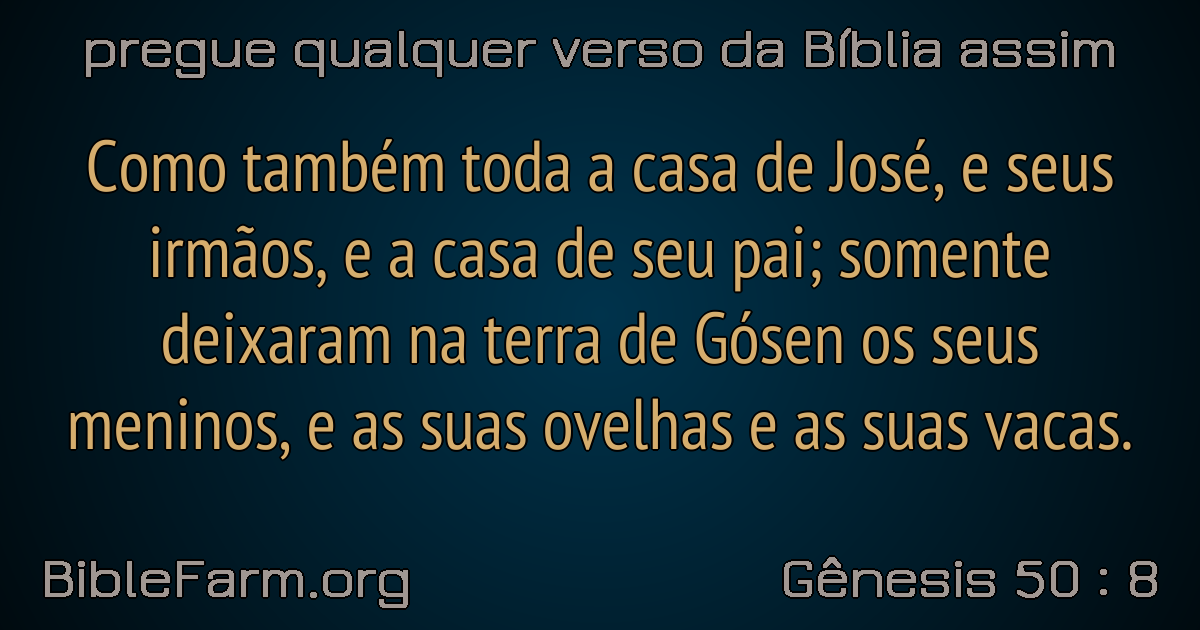 pregue qualquer verso da Bíblia assim
Como também toda a casa de José, e seus
irmãos, e a casa de seu pai; somente
deixaram na terra de Gósen os seus
meninos, e as suas ovelhas e as suas vacas.
BibleFarm.org
Gênesis 50 : 8